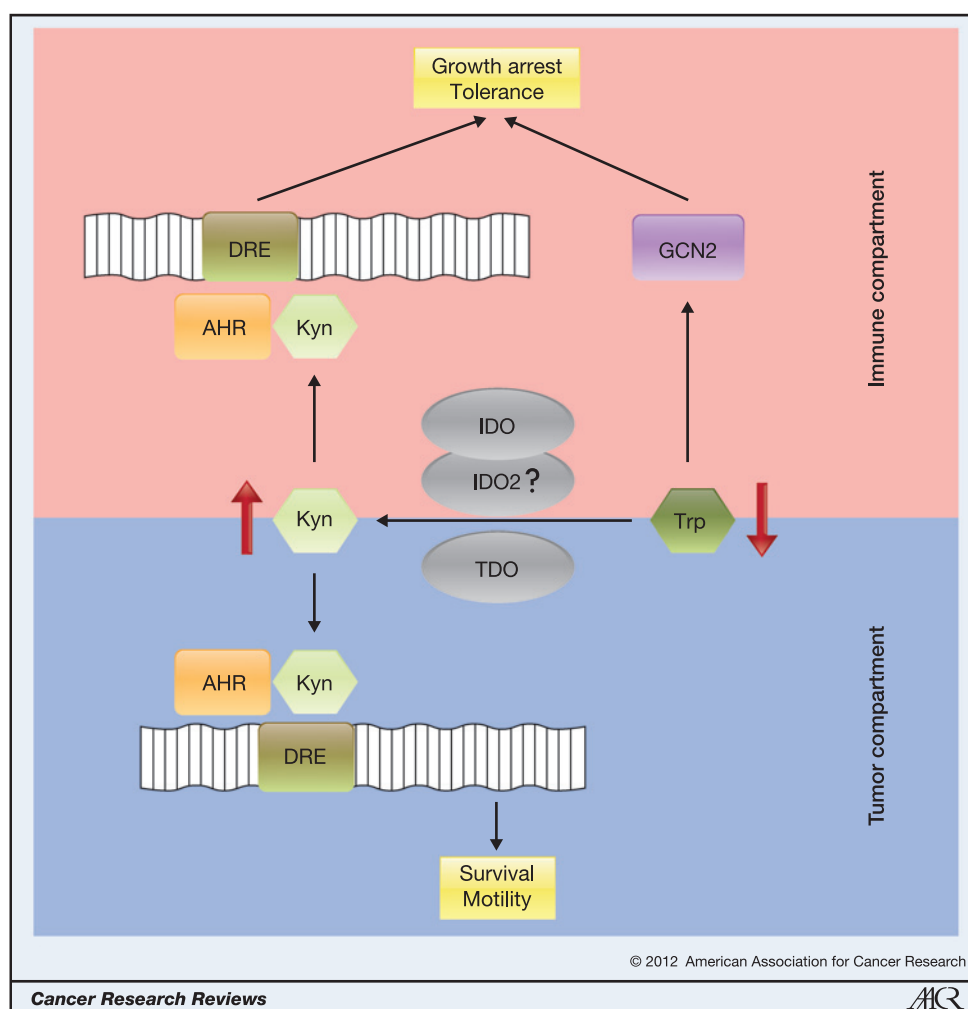 Growth arrest
Tolerance
DRE
GCN2
AHR
Kyn
Immune compartment
IDO
IDO2 ?
Kyn
Trp
TDO
AHR
Kyn
DRE
Tumor compartment
Survival
Motility
© 2012 American Association for Cancer Research
Cancer Research Reviews
AACR